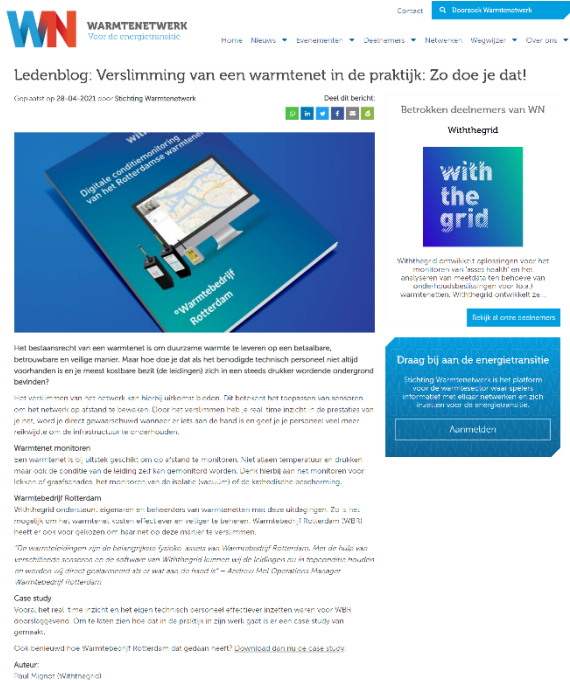 Contact
Doorzoek Warmtenetwerk
WN WARMTENETWERK
Voor de energietransitie
Home Nieuws Evenementen Deelnemers Netwerken Wegwijzer Over ons
Ledenblog: Verslimming van een warmtenet in de praktijk: Zo doe je dat!
Geplaatst op 28-04-2021 door Stichting Warmtenetwerk
Deel dit bericht:
Digitale conditiemonitoring
van het Rotterdamse warmtenet
Warmtebedrijf
Rotterdam
Het bestaansrecht van een warmtenet is om duurzame warmte te leveren op een betaalbare,
betrouwbare en veilige manier. Maar hoe doe je dat als het benodigde technisch personeel niet altijd
voorhanden is en je meest kostbare bezit (de leidingen) zich in een steeds drukker wordende ondergrond
bevinden?
Het verslimmen van het netwerk kan hierbij uitkomst bieden. Dit betekent het toepassen van sensoren
om het netwerk op afstand te bewaken. Door het verslimmen heb je real-time inzicht in de prestaties van
je net, word je direct gewaarschuwd wanneer er iets aan de hand is en geef je je personeel veel meer
reikwijdte om de infrastructuur te onderhouden.
Warmtenet monitoren
Een warmtenet is bij uitstek geschikt om op afstand te monitoren. Niet alleen temperatuur en drukken
maar ook de conditie van de leiding zelf kan gemonitord worden. Denk hierbij aan het monitoren voor
lekken of graafschades, het monitoren van de isolatie (vacuüm) of de kathodische bescherming.
Warmtebedrijf Rotterdam
Withthegrid ondersteunt eigenaren en beheerders van warmtenetten met deze uitdagingen. Zo is het
mogelijk om het warmtenet kosten effectiever en veiliger te beheren. Warmtebedrijf Rotterdam (WBR)
heeft er ook voor gekozen om haar net op deze manier te verslimmen.
"De warmteleidingen zijn de belangrijkste fysieke assets van Warmtebedrijf Rotterdam. Met de hulp van
verschillende sensoren en de software van Withthegrid kunnen wij de leidingen nu in topconditie houden
en worden wij direct gealarmeerd als er wat aan de hand is" – Andrew Mol Operations Manager
Warmtebedrijf Rotterdam
Case study
Vooral het real-time inzicht en het eigen technisch personeel effectiever inzetten waren voor WBR
doorslaggevend. Om te laten zien hoe dat in de praktijk in zijn werk gaat is er een case study van
gemaakt.
Ook benieuwd hoe Warmtebedrijf Rotterdam dat gedaan heeft? Download dan nu de case study.
Auteur:
Paul Mignot (Withthegrid)
Betrokken deelnemers van WN
Withthegrid
with
the
grid
Withthegrid ontwikkelt oplossingen voor het
monitoren van 'asset health' en het
analyseren van meetdata ten behoeve van
onderhoudsbeslissingen voor (o.a.)
warmtenetten. Withthegrid ontwikkelt ze...
Bekijk al onze deelnemers
Draag bij aan de energietransitie
Stichting Warmtenetwerk is het platform
voor de warmtesector waar spelers
informatief met elkaar netwerken en zich
inzetten voor de energietransitie.
Aanmelden